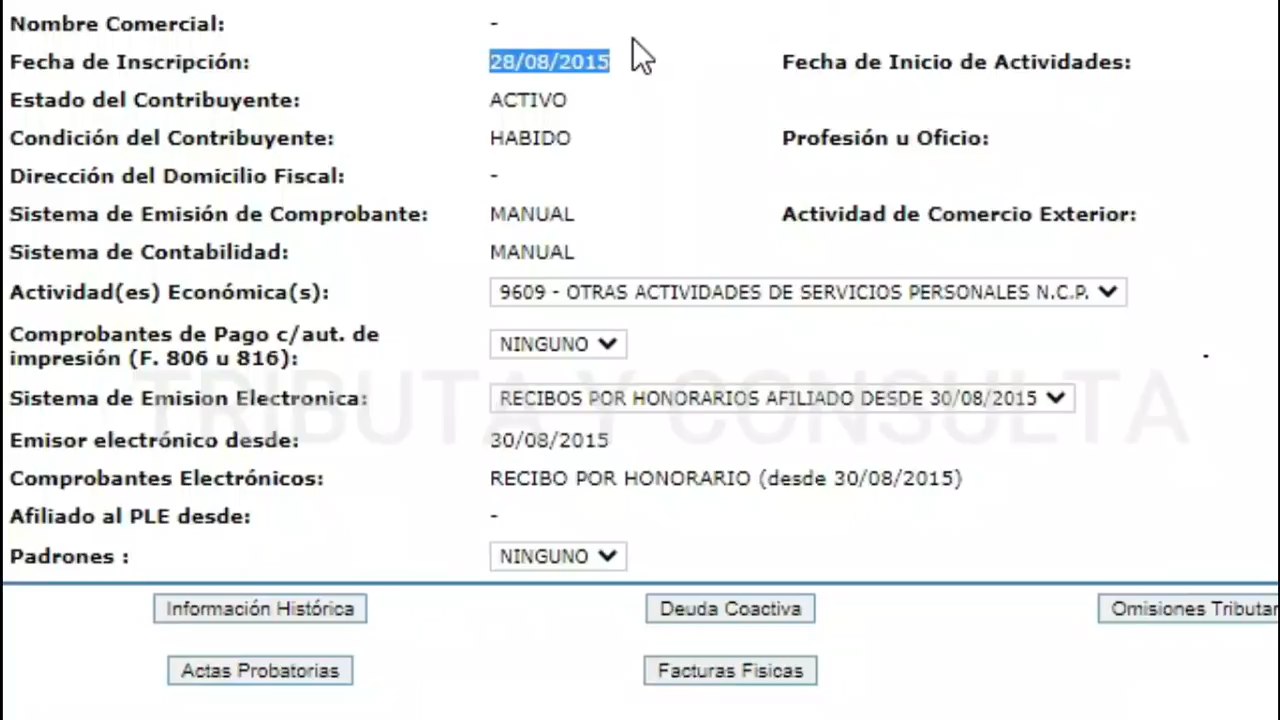 Nombre Comercial: -
Fecha de Inscripción: 28/08/2015 Fecha de Inicio de Actividades:
Estado del Contribuyente: ACTIVO
Condición del Contribuyente: HABIDO Profesión u Oficio:
Dirección del Domicilio Fiscal: -
Sistema de Emisión de Comprobante: MANUAL Actividad de Comercio Exterior:
Sistema de Contabilidad: MANUAL
Actividad(es) Económica(s): 9609 - OTRAS ACTIVIDADES DE SERVICIOS PERSONALES N.C.P.
Comprobantes de Pago c/aut. de
impresión (F. 806 u 816): NINGUNO
TRIBUTA Y CONSULTA
Sistema de Emision Electronica: RECIBOS POR HONORARIOS AFILIADO DESDE 30/08/2015
Emisor electrónico desde: 30/08/2015
Comprobantes Electrónicos: RECIBO POR HONORARIO (desde 30/08/2015)
Afiliado al PLE desde: -
Padrones : NINGUNO
Información Histórica Deuda Coactiva Omisiones Tributar
Actas Probatorias Facturas Fisicas